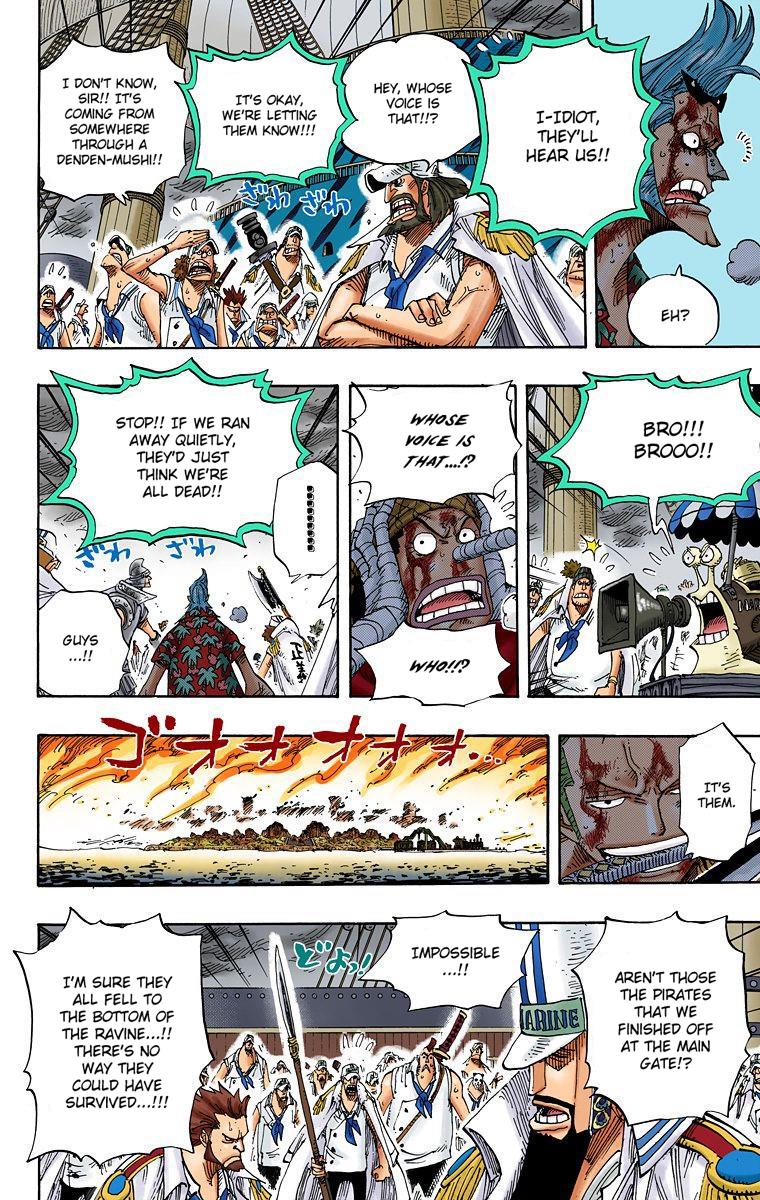 I-IDIOT,
THEY'LL
HEAR US!!
EH?
HEY, WHOSE
VOICE IS
THAT!!?
IT'S OKAY,
WE'RE LETTING
THEM KNOW!!!
I DON'T KNOW,
SIR!! IT'S
COMING FROM
SOMEWHERE
THROUGH A
DENDEN-MUSHI!!
ざわ ざわ
BRO!!!
BROOO!!
WHOSE
VOICE IS
THAT...!?
WHO!!?
STOP!! IF WE RAN
AWAY QUIETLY,
THEY'D JUST
THINK WE'RE
ALL DEAD!!
.........
ざわ
ざわ
GUYS
...!!
IT'S
THEM.
ゴオオオオオ...
AREN'T THOSE
THE PIRATES
THAT WE
FINISHED OFF
AT THE MAIN
GATE!?
MARINE
IMPOSSIBLE
...!!
どよっ!
I'M SURE THEY
ALL FELL TO
THE BOTTOM OF
THE RAVINE...!!
THERE'S NO
WAY THEY
COULD HAVE
SURVIVED...!!!